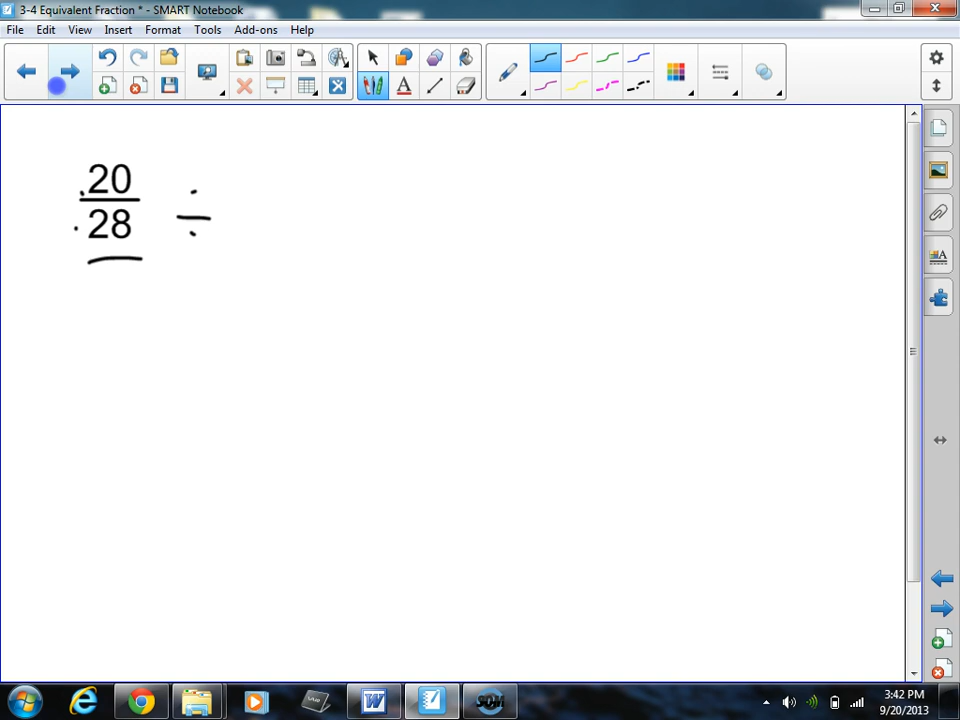 3-4 Equivalent Fraction * - SMART Notebook
File Edit View Insert Format Tools Add-ons Help
20
28
÷
3:42 PM
9/20/2013